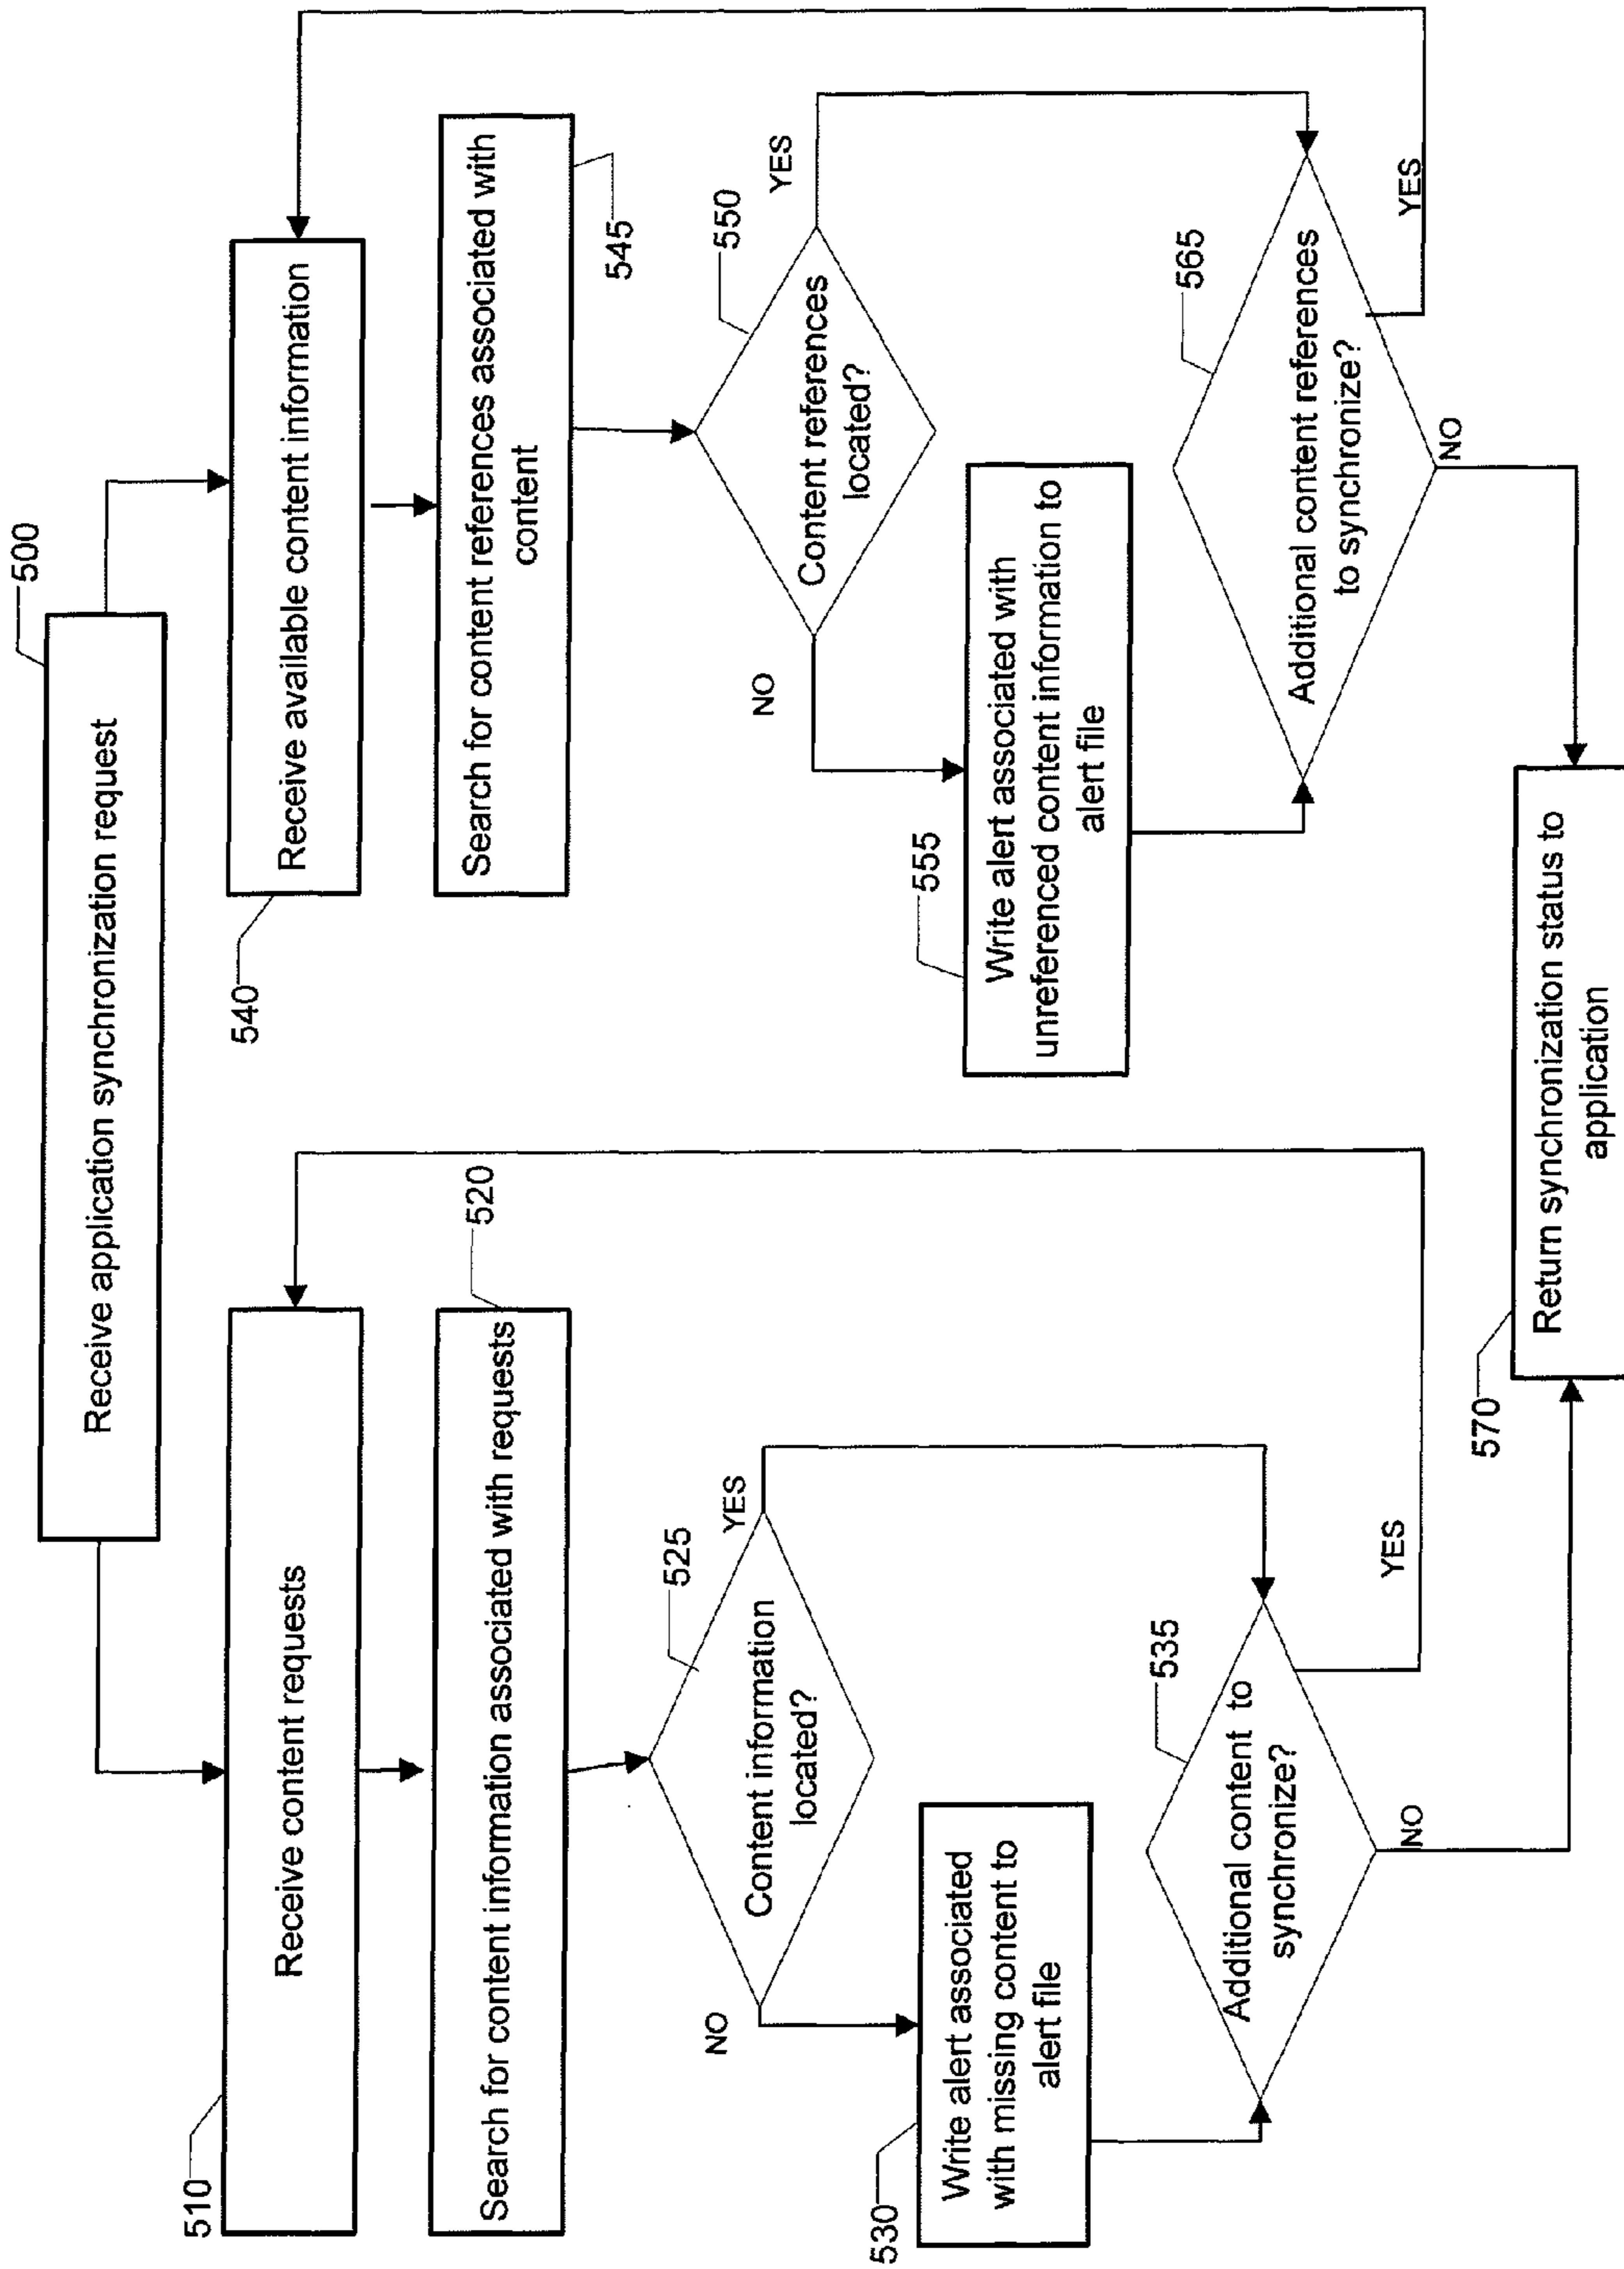 500
Receive application synchronization request
510
Receive content requests
520
Search for content information associated with requests
525
Content information
located?
NO
YES
530
Write alert associated
with missing content to
alert file
535
Additional content to
synchronize?
YES
NO
540
Receive available content information
Search for content references associated with
content
545
550
Content references
located?
NO
YES
555
Write alert associated with
unreferenced content information to
alert file
565
Additional content references
to synchronize?
YES
NO
570
Return synchronization status to
application